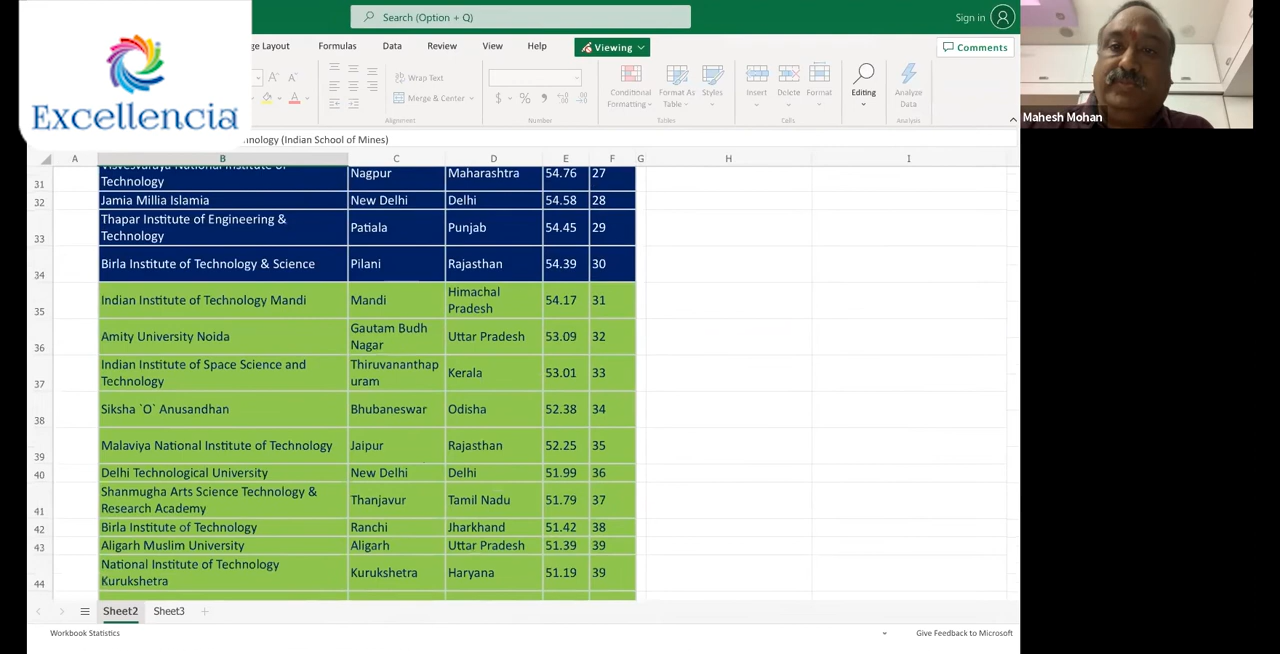 Search (Option + Q)
Sign in
Excellencia
ge Layout
Formulas
Data
Review
View
Help
Viewing
Comments
Wrap Text
Merge & Center
Conditional
Formatting
Format As
Table
Styles
Insert
Delete
Format
Editing
Analyze
Data
Alignment
Number
Tables
Cells
Analysis
Mahesh Mohan
nology (Indian School of Mines)
A B C D E F G H I
31 Visvesvaraya National Institute of
Technology Nagpur Maharashtra 54.76 27
32 Jamia Millia Islamia New Delhi Delhi 54.58 28
33 Thapar Institute of Engineering &
Technology Patiala Punjab 54.45 29
34 Birla Institute of Technology & Science Pilani Rajasthan 54.39 30
35 Indian Institute of Technology Mandi Mandi Himachal
Pradesh 54.17 31
36 Amity University Noida Gautam Budh
Nagar Uttar Pradesh 53.09 32
37 Indian Institute of Space Science and
Technology Thiruvananthap
uram Kerala 53.01 33
38 Siksha `O` Anusandhan Bhubaneswar Odisha 52.38 34
39 Malaviya National Institute of Technology Jaipur Rajasthan 52.25 35
40 Delhi Technological University New Delhi Delhi 51.99 36
41 Shanmugha Arts Science Technology &
Research Academy Thanjavur Tamil Nadu 51.79 37
42 Birla Institute of Technology Ranchi Jharkhand 51.42 38
43 Aligarh Muslim University Aligarh Uttar Pradesh 51.39 39
44 National Institute of Technology
Kurukshetra Kurukshetra Haryana 51.19 39
Sheet2
Sheet3
Workbook Statistics
Give Feedback to Microsoft